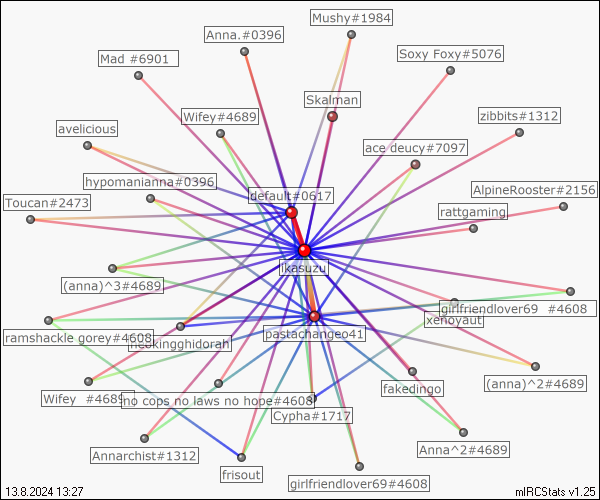 Mushy#1984
Anna.#0396
Soxy Foxy#5076
Mad #6901
Skalman
Wifey#4689
zibbits#1312
avelicious
ace deucy#7097
hypomanianna#0396
default#0617
AlpineRooster#2156
Toucan#2473
rattgaming
ikasuzu
(anna)^3#4689
girlfriendlover69 #4608
xenoyaut
pastachangeo41
ramshackle gorey#4608
neokingghidorah
(anna)^2#4689
fakedingo
Wifey #4689
no cops no laws no hope#4608
Cypha#1717
Anna^2#4689
Annarchist#1312
frisout
girlfriendlover69#4608
13.8.2024 13:27
mIRCStats v1.25